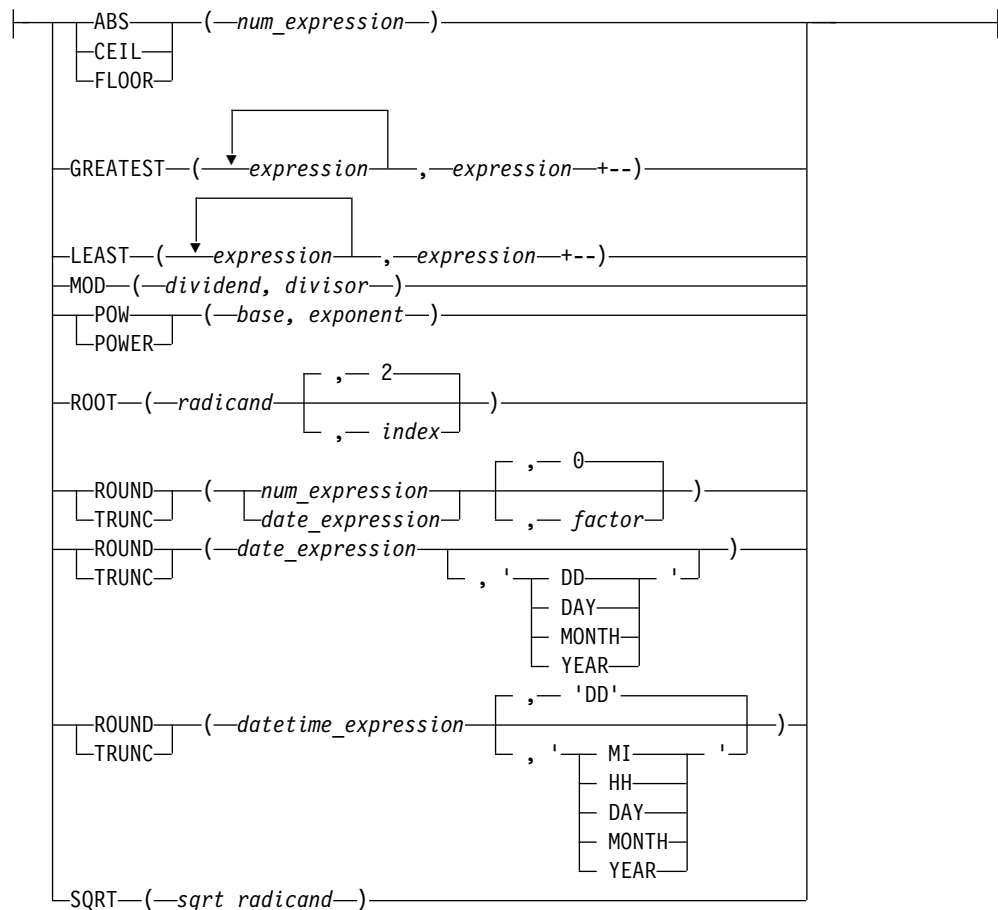 ABS ( num_expression )
CEIL
FLOOR
GREATEST ( expression , expression +--)
LEAST ( expression , expression +--)
MOD ( dividend, divisor )
POW ( base, exponent )
POWER
, 2
ROOT ( radicand )
, index
, 0
ROUND ( num_expression )
TRUNC date_expression , factor
ROUND ( date_expression )
TRUNC , ' DD '
DAY
MONTH
YEAR
, 'DD'
ROUND ( datetime_expression )
TRUNC , ' MI '
HH
DAY
MONTH
YEAR
SQRT ( sqrt_radicand )